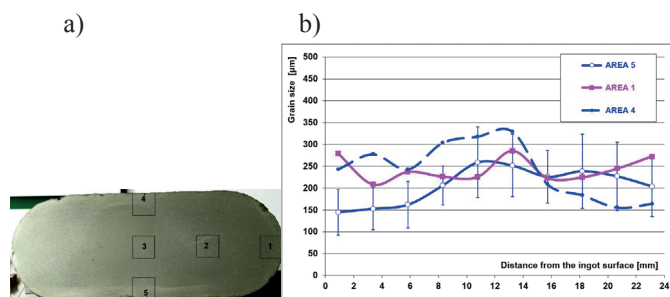 a)
b)
4
3
2
1
5
Grain size [µm]
500
450
400
350
300
250
200
150
100
50
0
AREA 5
AREA 1
AREA 4
Distance from the ingot surface [mm]
0 2 4 6 8 10 12 14 16 18 20 22 24